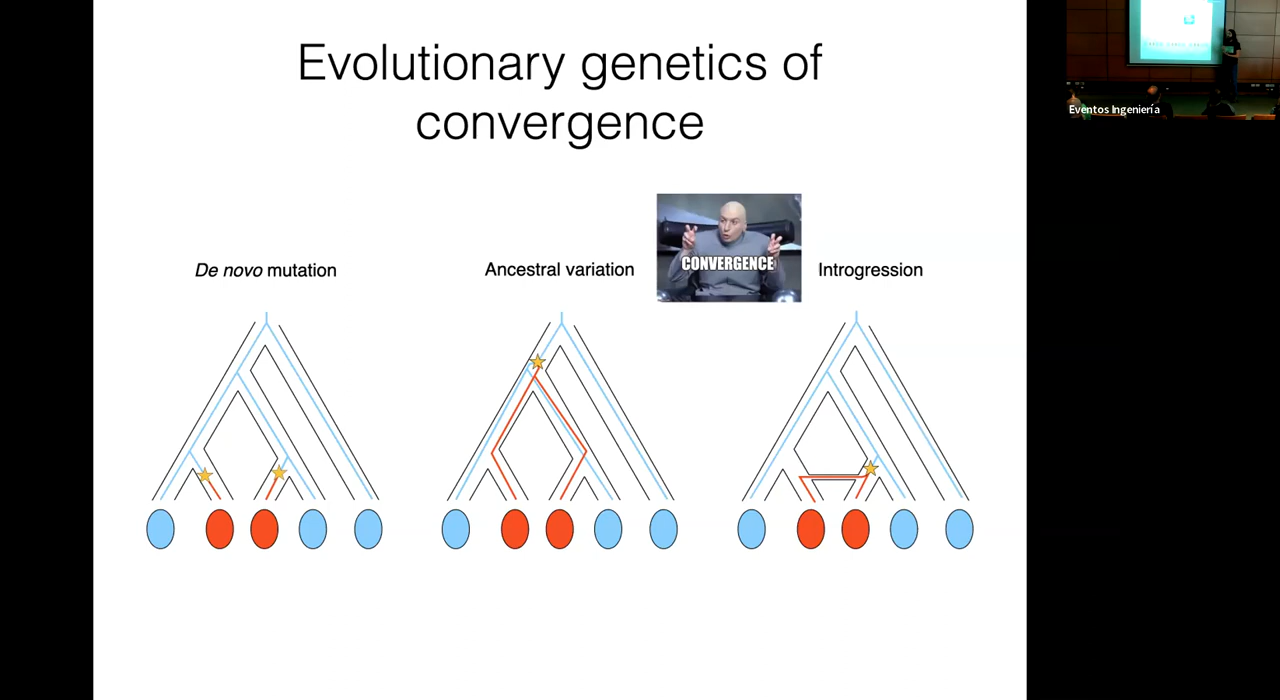 Evolutionary genetics of
convergence
De novo mutation
Ancestral variation
CONVERGENCE
Introgression
Eventos Ingeniería